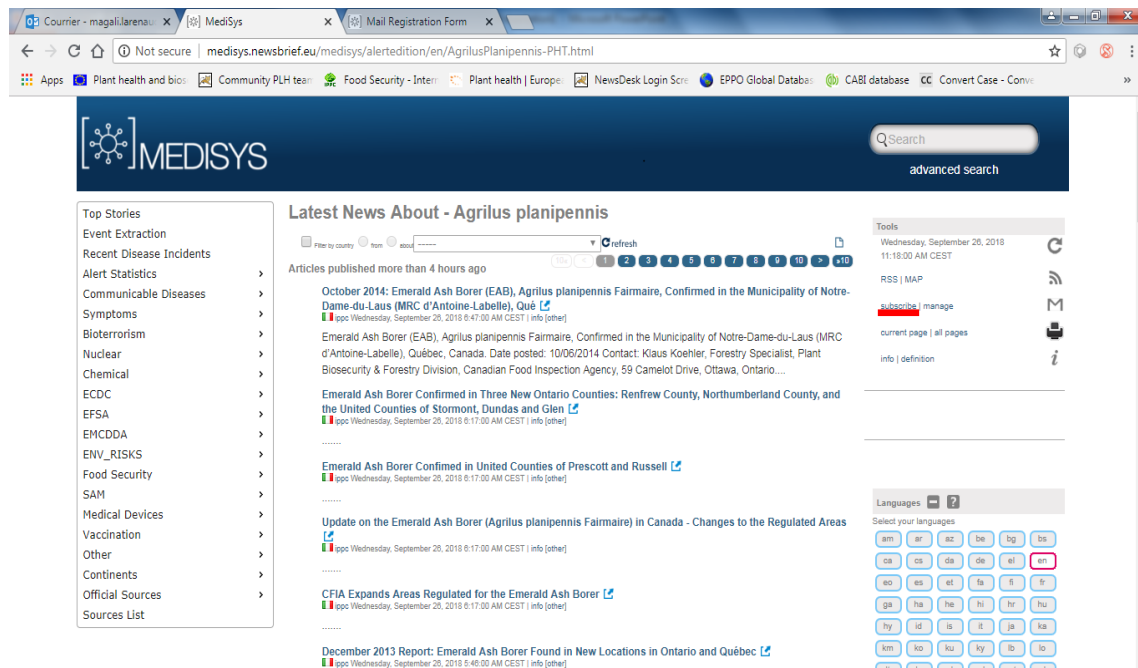 Courrier - magali.larenau
MediSys
Mail Registration Form
Not secure | medisys.newsbrief.eu/medisys/alertedition/en/AgrilusPlanipennis-PHT.html
Apps Plant health and bios Community PLH team Food Security - Intern Plant health | Europe NewsDesk Login Scre EPPO Global Databas CABI database CC Convert Case - Conve »
[ ]MEDISYS
Search
advanced search
Top Stories
Event Extraction
Recent Disease Incidents
Alert Statistics
Communicable Diseases
Symptoms
Bioterrorism
Nuclear
Chemical
ECDC
EFSA
EMCDDA
ENV_RISKS
Food Security
SAM
Medical Devices
Vaccination
Other
Continents
Official Sources
Sources List
Latest News About - Agrilus planipennis
Filter by country from about ----- refresh
10« < 1 2 3 4 5 6 7 8 9 10 > »10
Articles published more than 4 hours ago
October 2014: Emerald Ash Borer (EAB), Agrilus planipennis Fairmaire, Confirmed in the Municipality of Notre-
Dame-du-Laus (MRC d'Antoine-Labelle), Qué
ippc Wednesday, September 26, 2018 6:47:00 AM CEST | info [other]
Emerald Ash Borer (EAB), Agrilus planipennis Fairmaire, Confirmed in the Municipality of Notre-Dame-du-Laus (MRC
d'Antoine-Labelle), Québec, Canada. Date posted: 10/06/2014 Contact: Klaus Koehler, Forestry Specialist, Plant
Biosecurity & Forestry Division, Canadian Food Inspection Agency, 59 Camelot Drive, Ottawa, Ontario....
Emerald Ash Borer Confirmed in Three New Ontario Counties: Renfrew County, Northumberland County, and
the United Counties of Stormont, Dundas and Glen
ippc Wednesday, September 26, 2018 6:17:00 AM CEST | info [other]
.......
Emerald Ash Borer Confimed in United Counties of Prescott and Russell
ippc Wednesday, September 26, 2018 6:17:00 AM CEST | info [other]
.......
Update on the Emerald Ash Borer (Agrilus planipennis Fairmaire) in Canada - Changes to the Regulated Areas
ippc Wednesday, September 26, 2018 6:17:00 AM CEST | info [other]
.......
CFIA Expands Areas Regulated for the Emerald Ash Borer
ippc Wednesday, September 26, 2018 6:17:00 AM CEST | info [other]
.......
December 2013 Report: Emerald Ash Borer Found in New Locations in Ontario and Québec
ippc Wednesday, September 26, 2018 5:46:00 AM CEST | info [other]
Tools
Wednesday, September 26, 2018
11:18:00 AM CEST
RSS | MAP
subscribe | manage
current page | all pages
info | definition
Languages
Select your languages
am ar az be bg bs
ca cs da de el en
eo es et fa fi fr
ga ha he hi hr hu
hy id is it ja ka
km ko ku ky lb lo